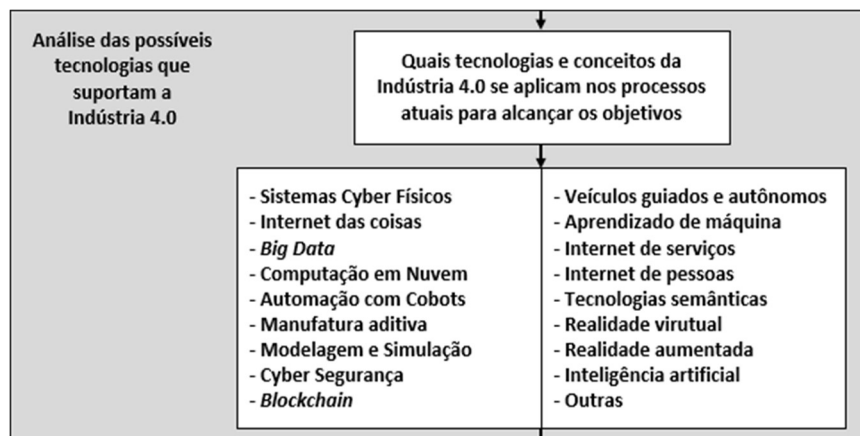 Análise das possíveis
tecnologias que
suportam a
Indústria 4.0
Quais tecnologias e conceitos da
Indústria 4.0 se aplicam nos processos
atuais para alcançar os objetivos
- Sistemas Cyber Físicos
- Internet das coisas
- Big Data
- Computação em Nuvem
- Automação com Cobots
- Manufatura aditiva
- Modelagem e Simulação
- Cyber Segurança
- Blockchain
- Veículos guiados e autônomos
- Aprendizado de máquina
- Internet de serviços
- Internet de pessoas
- Tecnologias semânticas
- Realidade virutual
- Realidade aumentada
- Inteligência artificial
- Outras